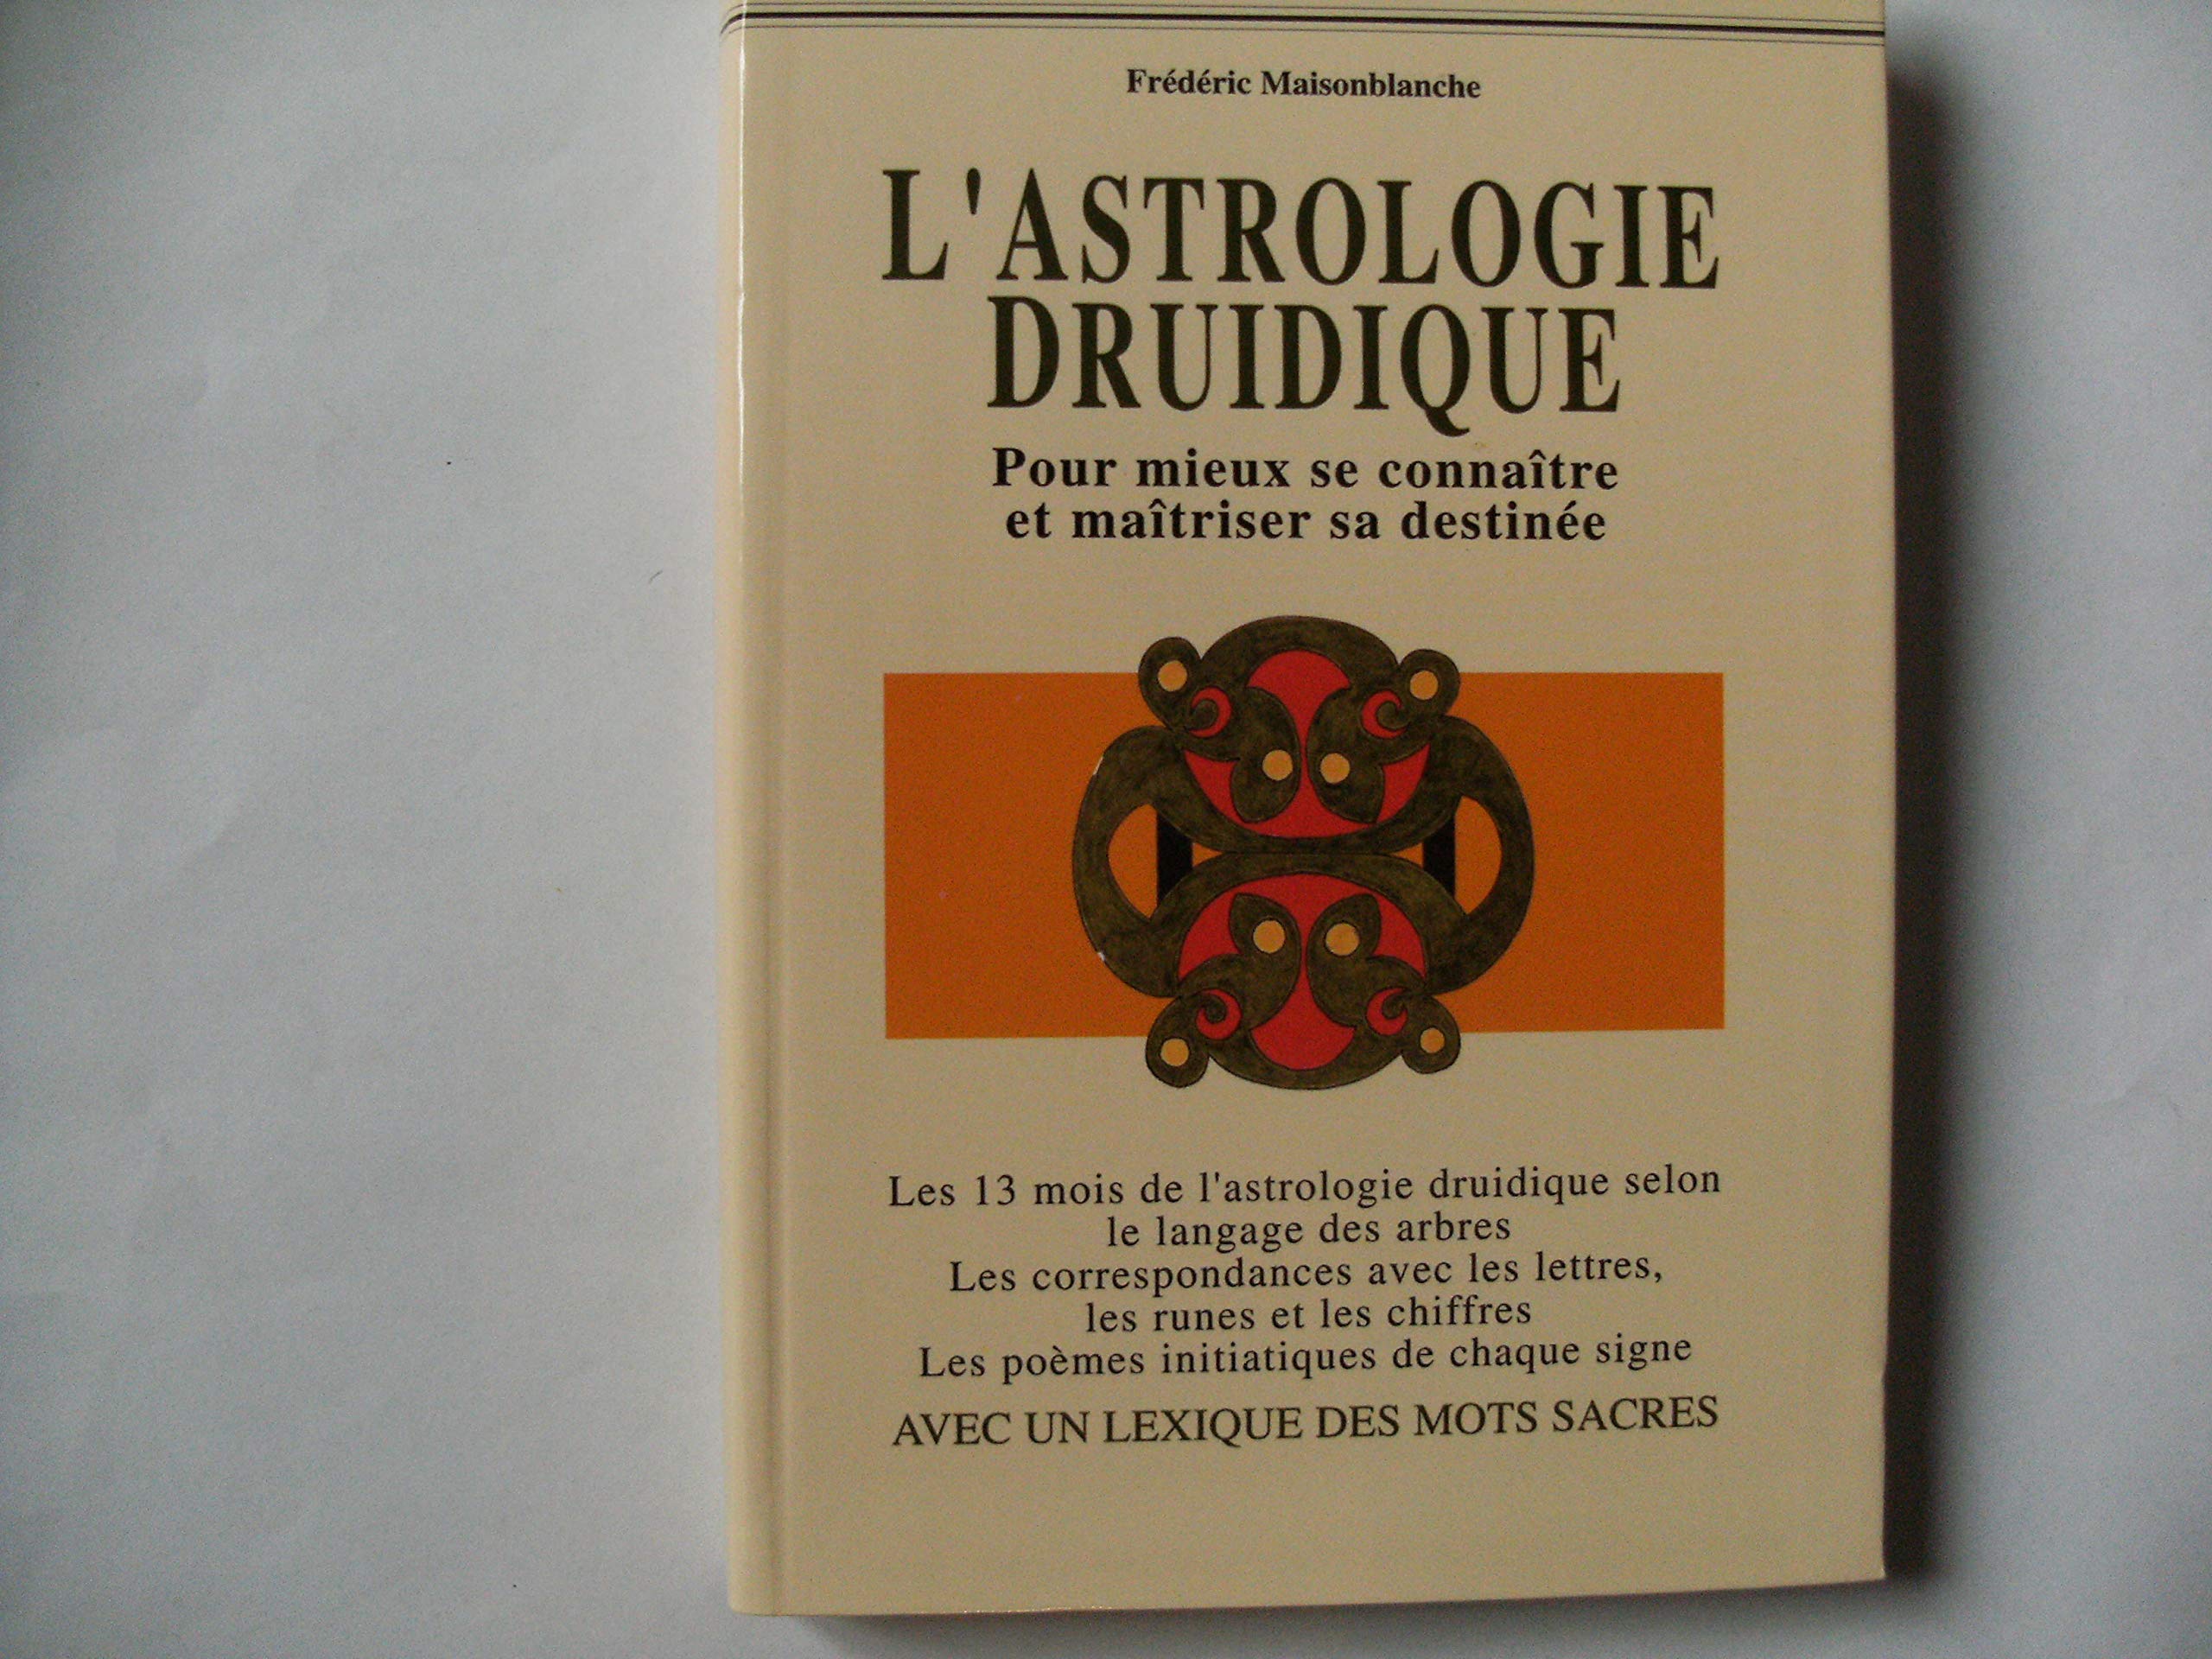 Frédéric Maisonblanche
L'ASTROLOGIE
DRUIDIQUE
Pour mieux se connaître
et maîtriser sa destinée
Les 13 mois de l'astrologie druidique selon
le langage des arbres
Les correspondances avec les lettres,
les runes et les chiffres
Les poèmes initiatiques de chaque signe
AVEC UN LEXIQUE DES MOTS SACRES